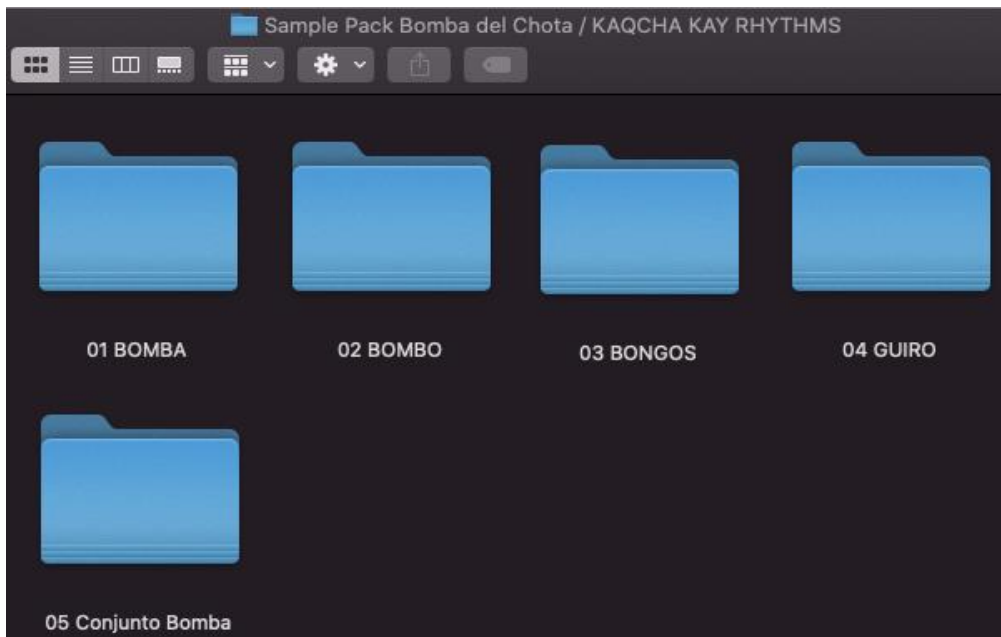 Sample Pack Bomba del Chota / KAQCHA KAY RHYTHMS
01 BOMBA
02 BOMBO
03 BONGOS
04 GUIRO
05 Conjunto Bomba